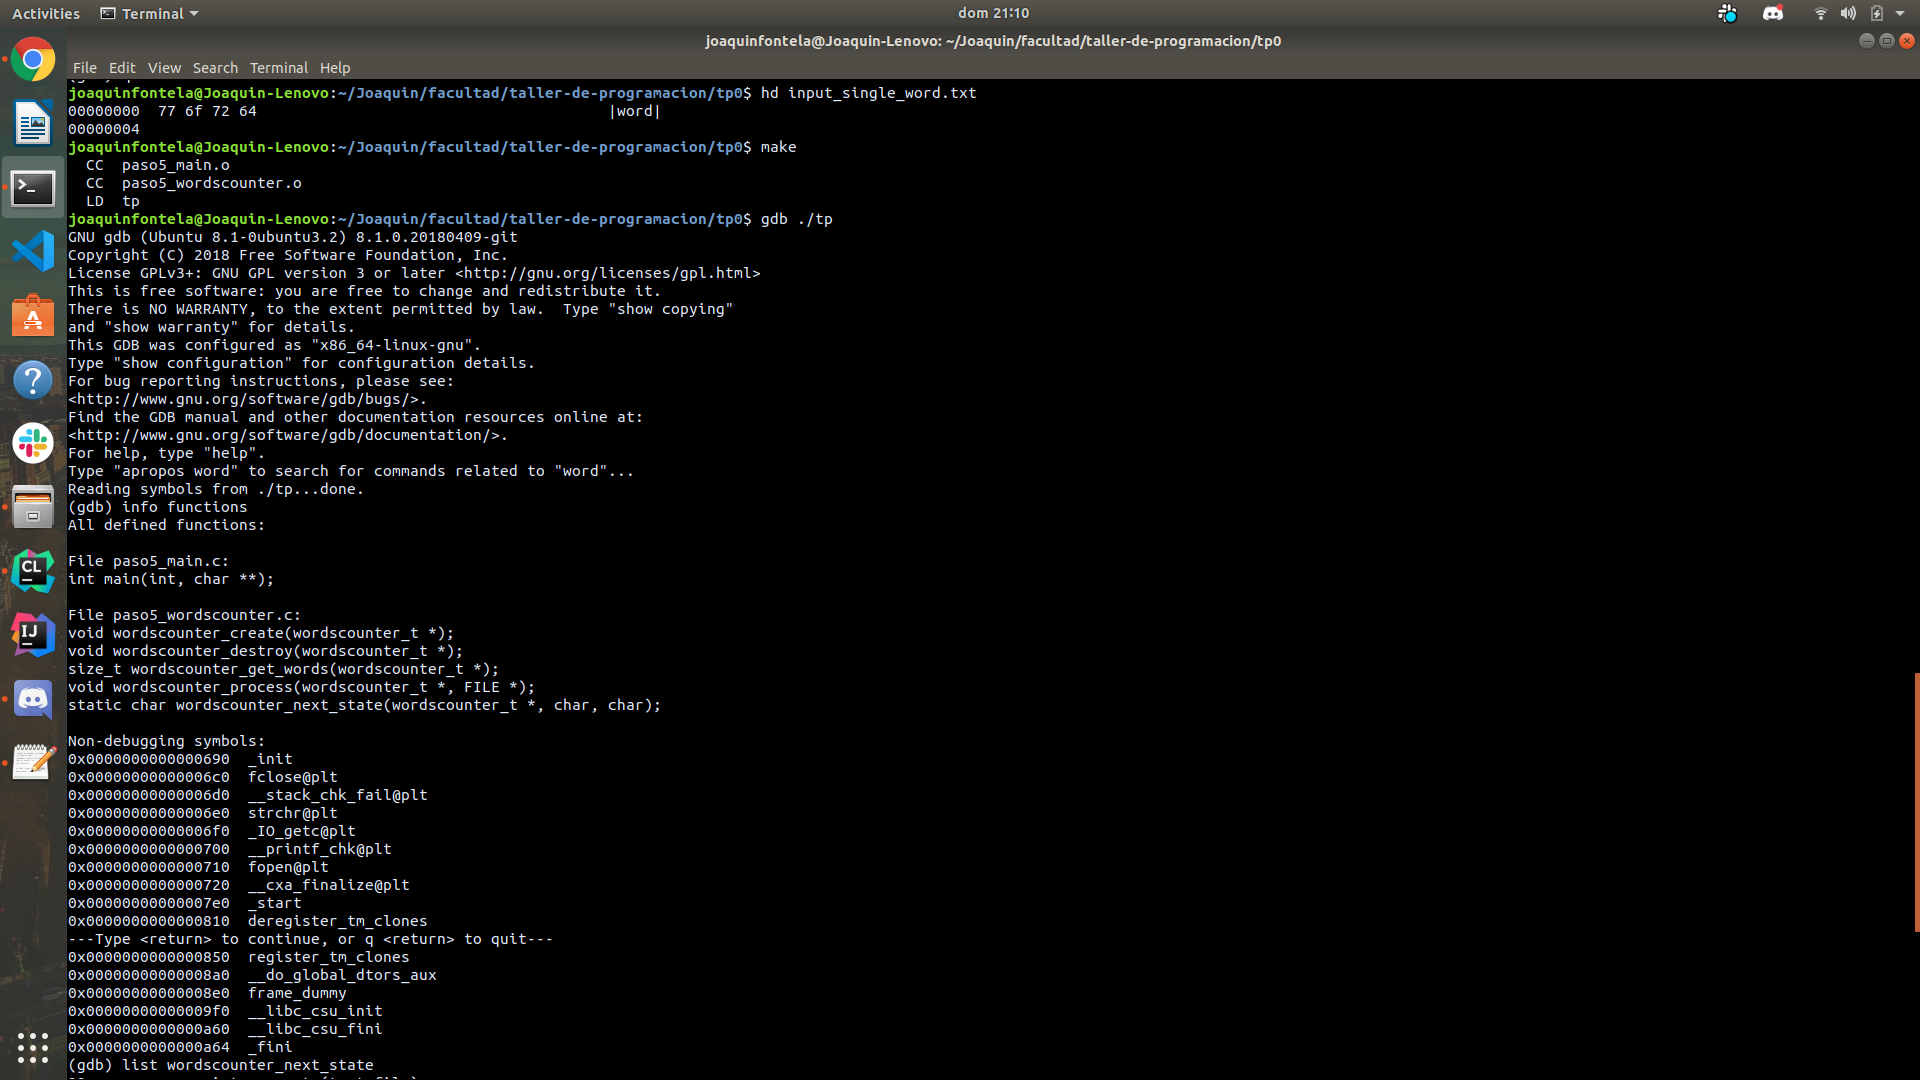 Activities
Terminal
dom 21:10
joaquinfontela@Joaquin-Lenovo: ~/Joaquin/facultad/taller-de-programacion/tp0
File Edit View Search Terminal Help
joaquinfontela@Joaquin-Lenovo:~/Joaquin/facultad/taller-de-programacion/tp0$ hd input_single_word.txt
00000000  77 6f 72 64                                       |word|
00000004
joaquinfontela@Joaquin-Lenovo:~/Joaquin/facultad/taller-de-programacion/tp0$ make
  CC  paso5_main.o
  CC  paso5_wordscounter.o
  LD  tp
joaquinfontela@Joaquin-Lenovo:~/Joaquin/facultad/taller-de-programacion/tp0$ gdb ./tp
GNU gdb (Ubuntu 8.1-0ubuntu3.2) 8.1.0.20180409-git
Copyright (C) 2018 Free Software Foundation, Inc.
License GPLv3+: GNU GPL version 3 or later <http://gnu.org/licenses/gpl.html>
This is free software: you are free to change and redistribute it.
There is NO WARRANTY, to the extent permitted by law.  Type "show copying"
and "show warranty" for details.
This GDB was configured as "x86_64-linux-gnu".
Type "show configuration" for configuration details.
For bug reporting instructions, please see:
<http://www.gnu.org/software/gdb/bugs/>.
Find the GDB manual and other documentation resources online at:
<http://www.gnu.org/software/gdb/documentation/>.
For help, type "help".
Type "apropos word" to search for commands related to "word"...
Reading symbols from ./tp...done.
(gdb) info functions
All defined functions:

File paso5_main.c:
int main(int, char **);

File paso5_wordscounter.c:
void wordscounter_create(wordscounter_t *);
void wordscounter_destroy(wordscounter_t *);
size_t wordscounter_get_words(wordscounter_t *);
void wordscounter_process(wordscounter_t *, FILE *);
static char wordscounter_next_state(wordscounter_t *, char, char);

Non-debugging symbols:
0x0000000000000690  _init
0x00000000000006c0  fclose@plt
0x00000000000006d0  __stack_chk_fail@plt
0x00000000000006e0  strchr@plt
0x00000000000006f0  _IO_getc@plt
0x0000000000000700  __printf_chk@plt
0x0000000000000710  fopen@plt
0x0000000000000720  __cxa_finalize@plt
0x00000000000007e0  _start
0x0000000000000810  deregister_tm_clones
---Type <return> to continue, or q <return> to quit---
0x0000000000000850  register_tm_clones
0x00000000000008a0  __do_global_dtors_aux
0x00000000000008e0  frame_dummy
0x00000000000009f0  __libc_csu_init
0x0000000000000a60  __libc_csu_fini
0x0000000000000a64  _fini
(gdb) list wordscounter_next_state
CL
IJ